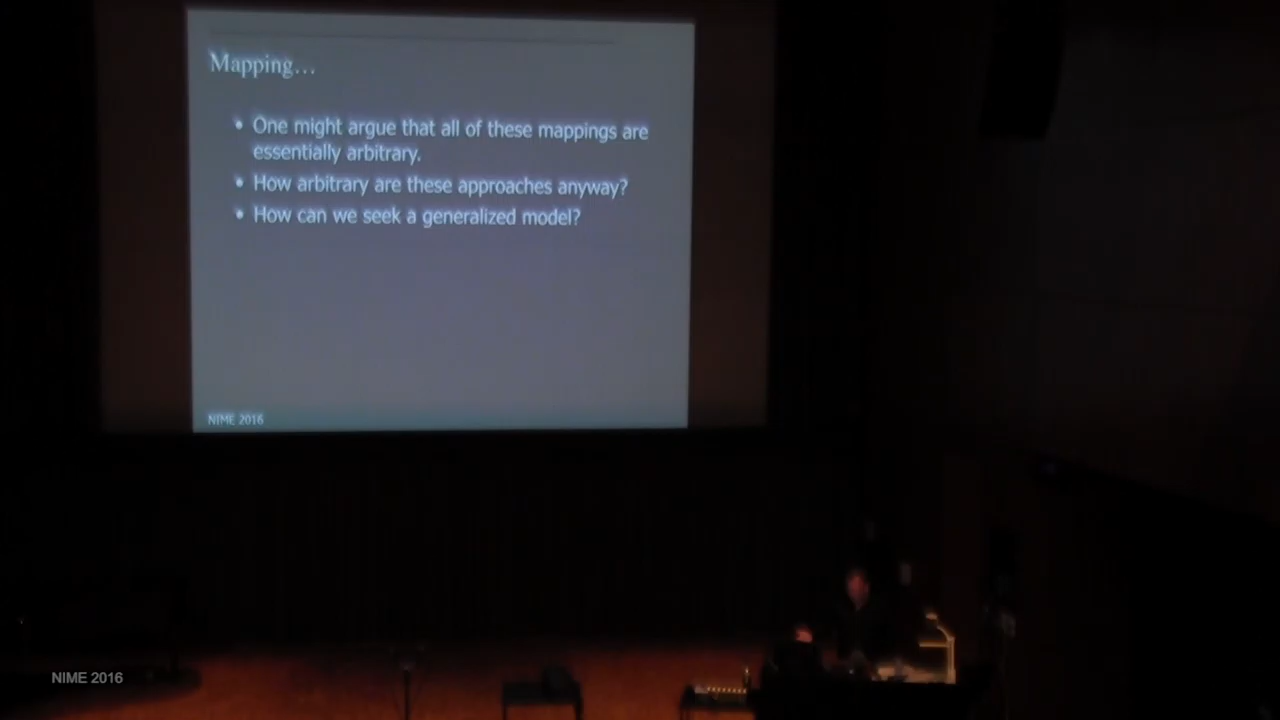 Mapping…
• One might argue that all of these mappings are
essentially arbitrary.
• How arbitrary are these approaches anyway?
• How can we seek a generalized model?
NIME 2016
NIME 2016